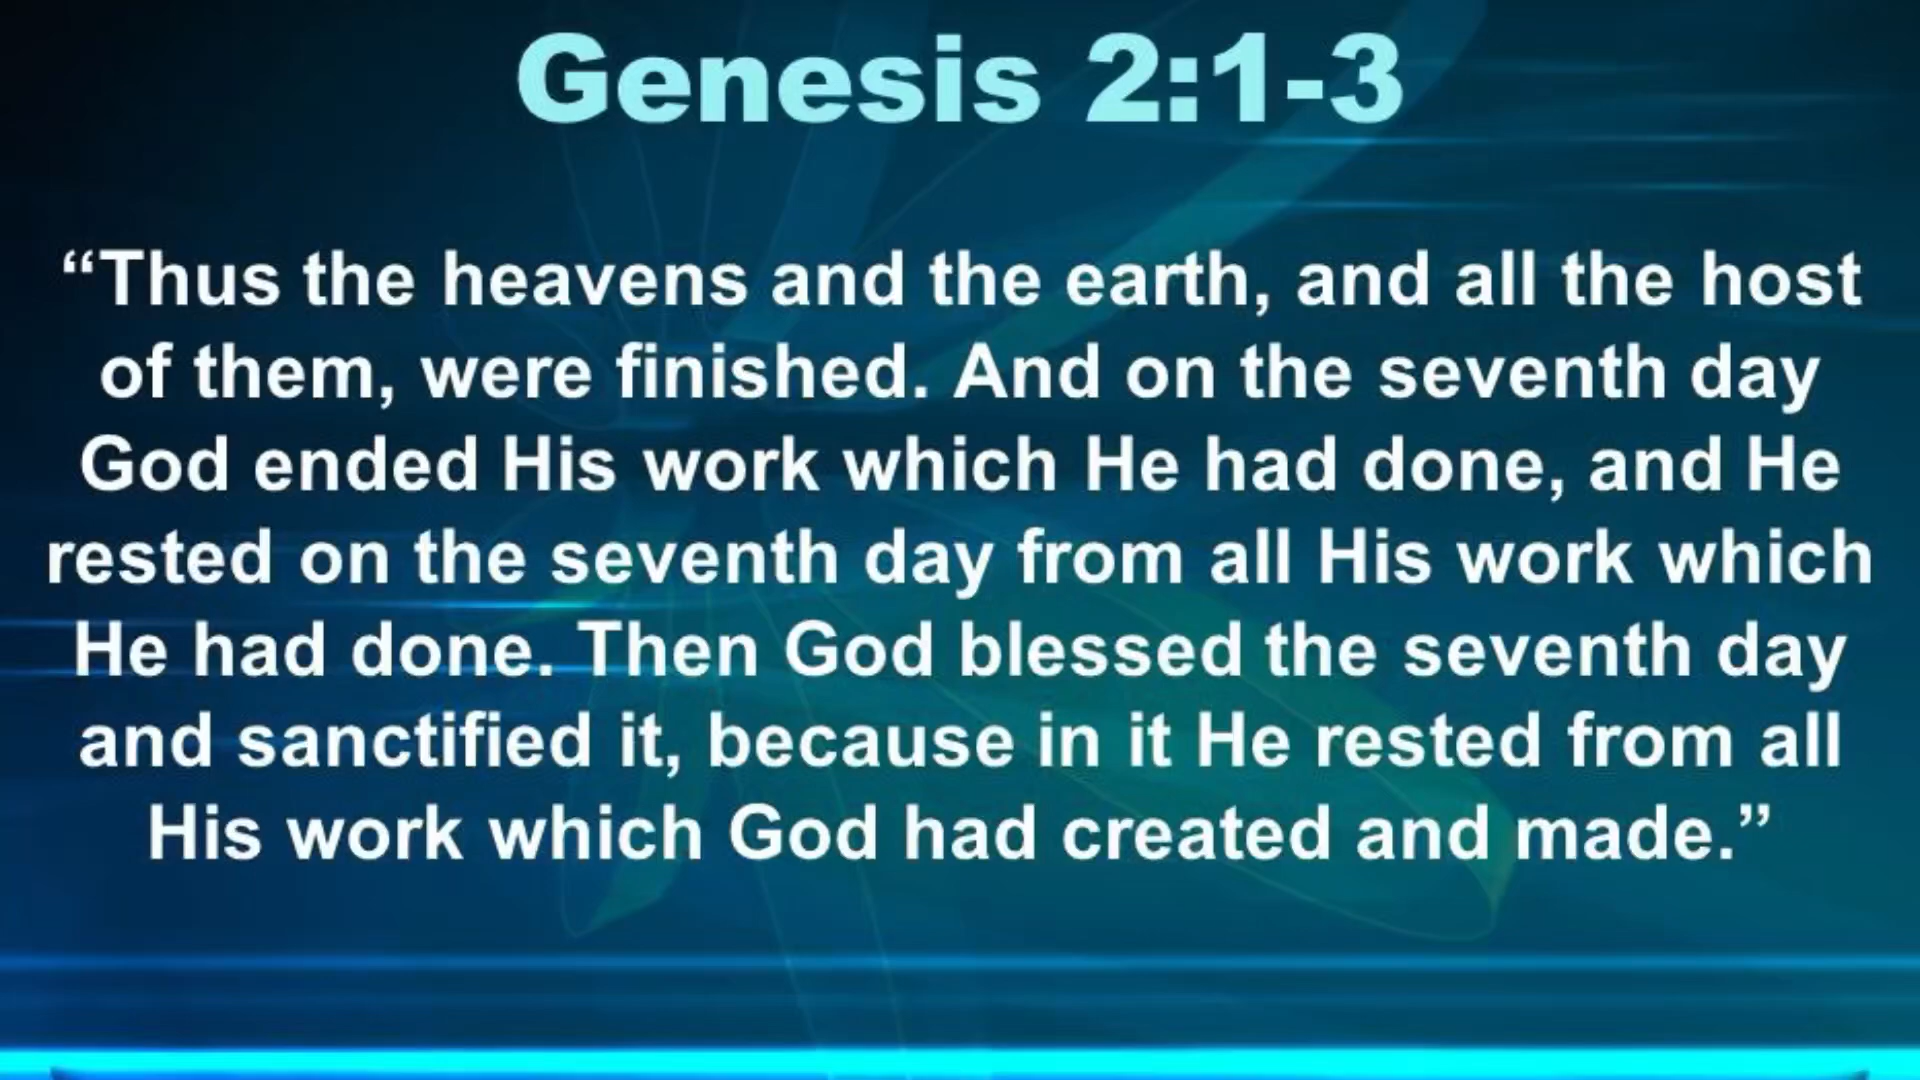 Genesis 2:1-3
“Thus the heavens and the earth, and all the host
of them, were finished. And on the seventh day
God ended His work which He had done, and He
rested on the seventh day from all His work which
He had done. Then God blessed the seventh day
and sanctified it, because in it He rested from all
His work which God had created and made.”